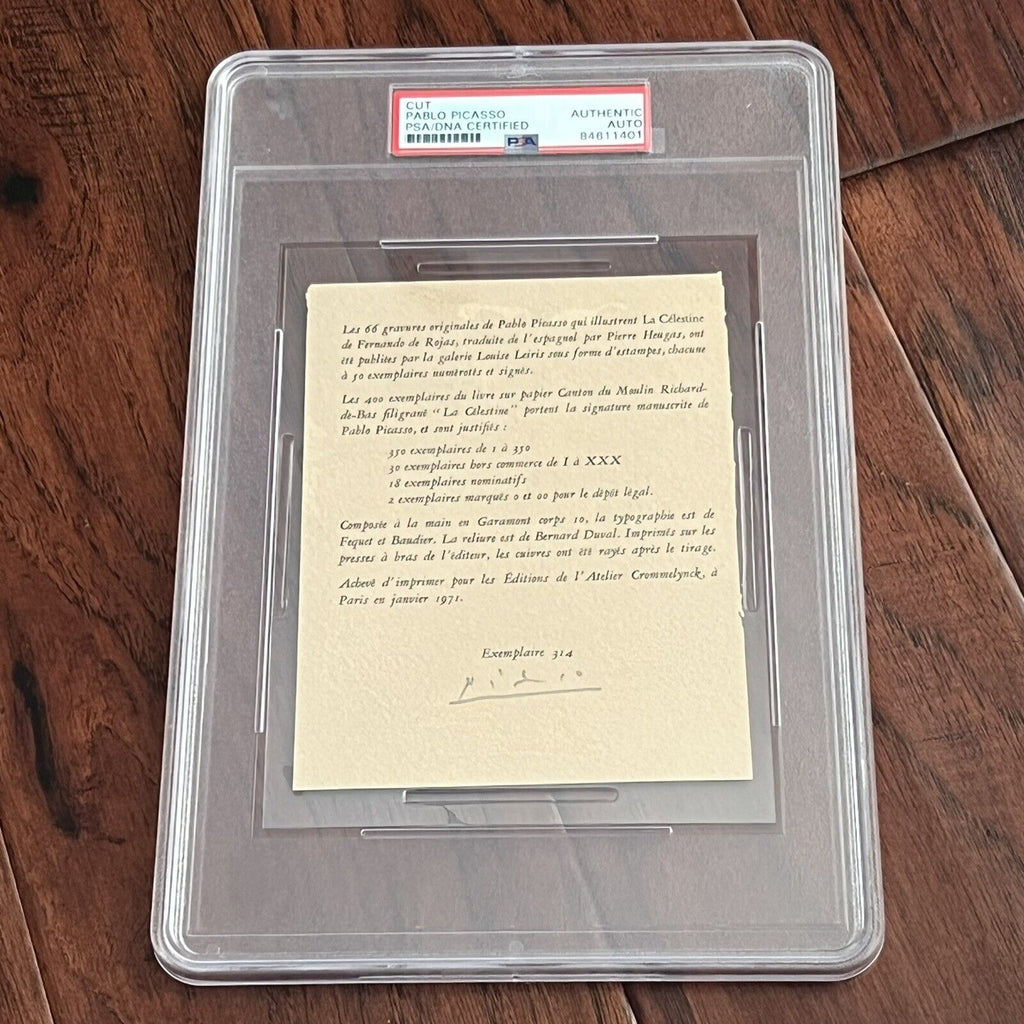 CUT
PABLO PICASSO
PSA/DNA CERTIFIED
AUTHENTIC
AUTO
84611401
PSA
Les 66 gravures originales de Pablo Picasso qui illustrent La Célestine
de Fernando de Rojas, traduite de l'espagnol par Pierre Heugas, ont
été publiées par la galerie Louise Leiris sous forme d'estampes, chacune
à 50 exemplaires numérotés et signés.
Les 400 exemplaires du livre sur papier Canton du Moulin Richard-
de-Bas filigrané “La Célestine” portent la signature manuscrite de
Pablo Picasso, et sont justifiés :
350 exemplaires de 1 à 350
30 exemplaires hors commerce de I à XXX
18 exemplaires nominatifs
2 exemplaires marqués 0 et 00 pour le dépôt légal.
Composée à la main en Garamont corps 10, la typographie est de
Fequet et Baudier. La reliure est de Bernard Duval. Imprimés sur les
presses à bras de l'éditeur, les cuivres ont été rayés après le tirage.
Achevé d'imprimer pour les Éditions de l'Atelier Crommelynck, à
Paris en janvier 1971.
Exemplaire 314
Picasso